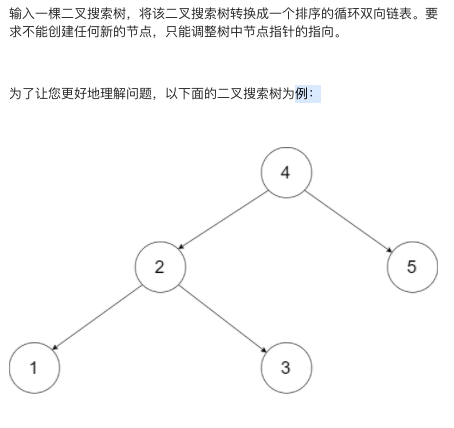 输入一棵二叉搜索树，将该二叉搜索树转换成一个排序的循环双向链表。要
求不能创建任何新的节点，只能调整树中节点指针的指向。
为了让您更好地理解问题，以下面的二叉搜索树为例：
4
2
5
1
3